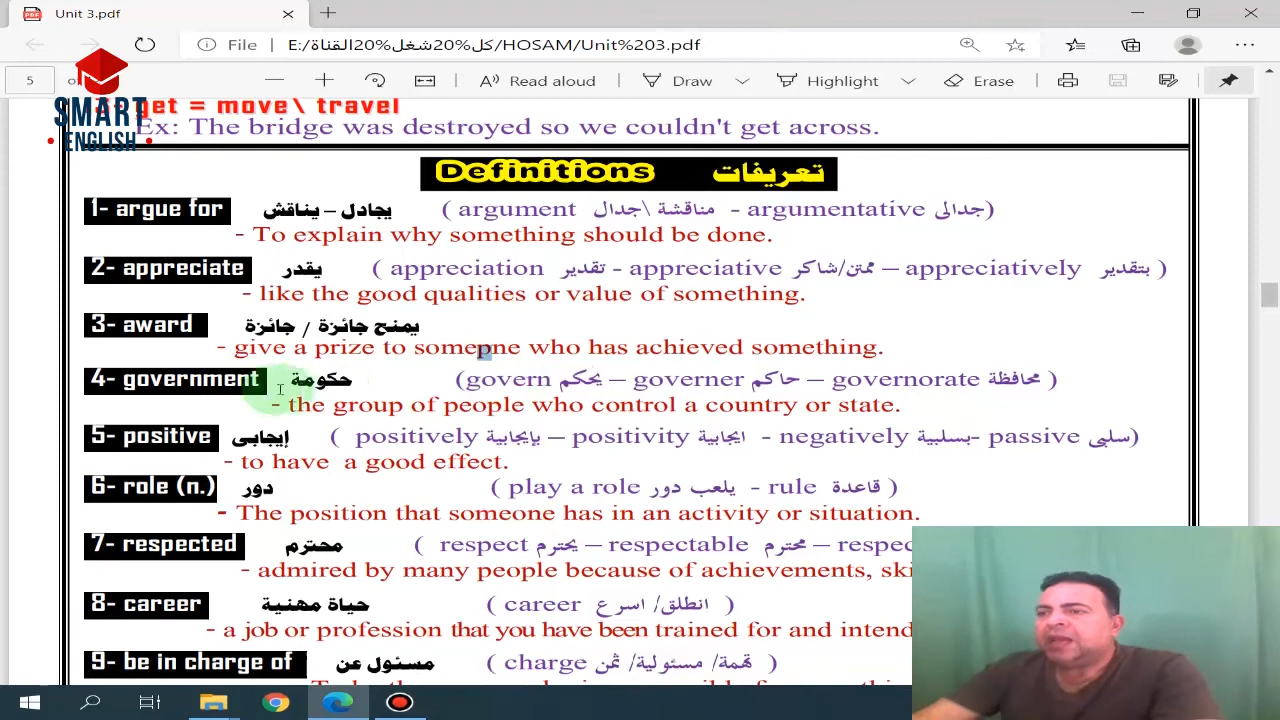 Unit 3.pdf
File E:/كل%20شغل%20القناة/HOSAM/Unit%203.pdf
5 Read aloud Draw Highlight Erase
SMART ENGLISH
get = move\ travel
Ex: The bridge was destroyed so we couldn't get across.
Definitions تعريفات
1- argue for يجادل – يناقش ( argument مناقشة \جدال - argumentative جدالى)
- To explain why something should be done.
2- appreciate يقدر ( appreciation تقدير - appreciative ممتن/شاكر – appreciatively بتقدير )
- like the good qualities or value of something.
3- award يمنح جائزة / جائزة
- give a prize to somepne who has achieved something.
4- government حكومة (govern يحكم – governer حاكم – governorate محافظة )
- the group of people who control a country or state.
5- positive إيجابى ( positively بإيجابية – positivity ايجابية - negatively بسلبية - passive سلبى)
- to have a good effect.
6- role (n.) دور ( play a role يلعب دور - rule قاعدة )
- The position that someone has in an activity or situation.
7- respected محترم ( respect يحترم – respectable محترم – respec
- admired by many people because of achievements, ski
8- career حياة مهنية ( career انطلق/ اسرع )
- a job or profession that you have been trained for and intend
9- be in charge of مسئول عن ( charge تهمة/ مسئولية/ ثمن )